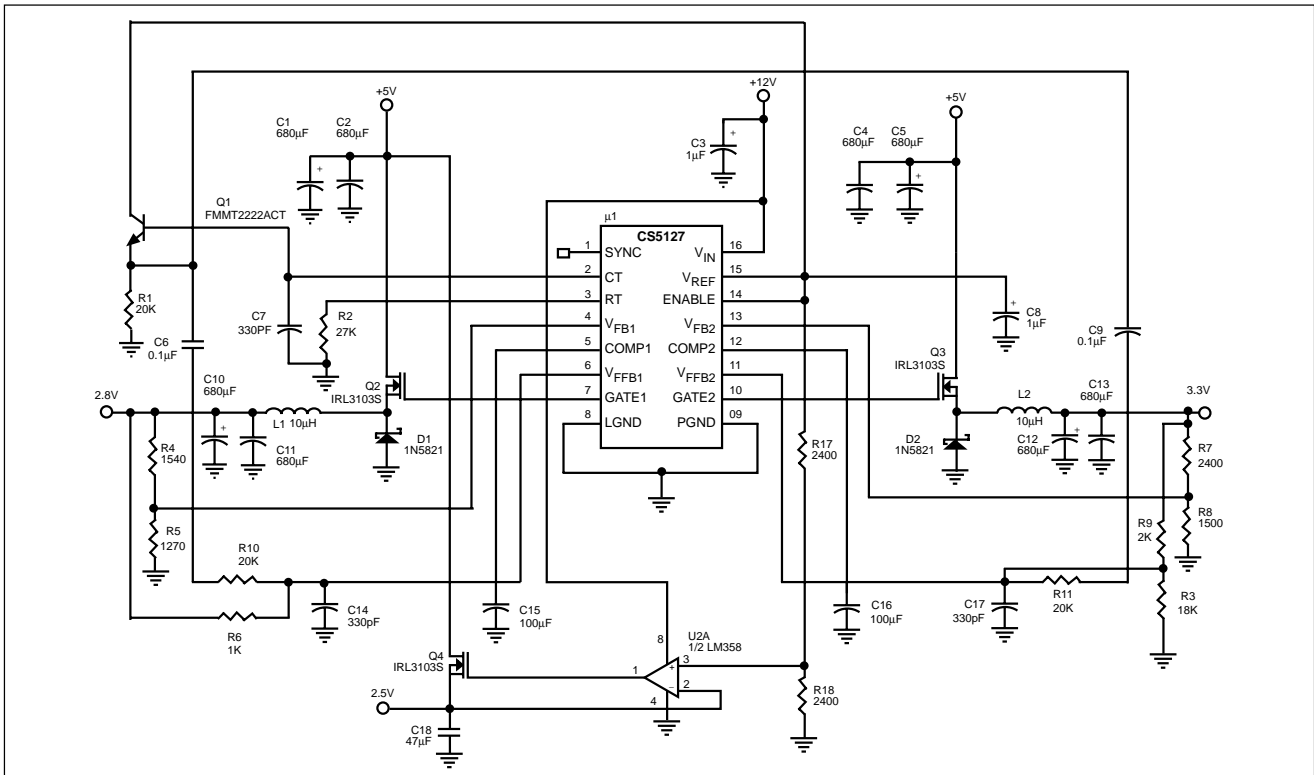 +12V
+5V
+5V
C1
680µF
C2
680µF
C3
1µF
+
+
C4
680µF
C5
680µF
+
Q1
FMMT2222ACT
µ1
CS5127
1
SYNC
VIN
16
2
CT
VREF
15
3
RT
ENABLE
14
4
VFB1
VFB2
13
5
COMP1
COMP2
12
6
VFFB1
VFFB2
11
7
GATE1
GATE2
10
8
LGND
PGND
09
R1
20K
C7
330PF
R2
27K
C6
0.1µF
C8
1µF
+
C9
0.1µF
Q2
IRL3103S
Q3
IRL3103S
2.8V
C10
680µF
+
L1
10µH
C11
680µF
D1
1N5821
R4
1540
R5
1270
R17
2400
D2
1N5821
L2
10µH
C12
680µF
+
C13
680µF
3.3V
R7
2400
R8
1500
R9
2K
R3
18K
R10
20K
R6
1K
C14
330pF
C15
100µF
C16
100µF
C17
330pF
R11
20K
Q4
IRL3103S
U2A
1/2 LM358
8
3
+
1
2
−
4
R18
2400
2.5V
C18
47µF